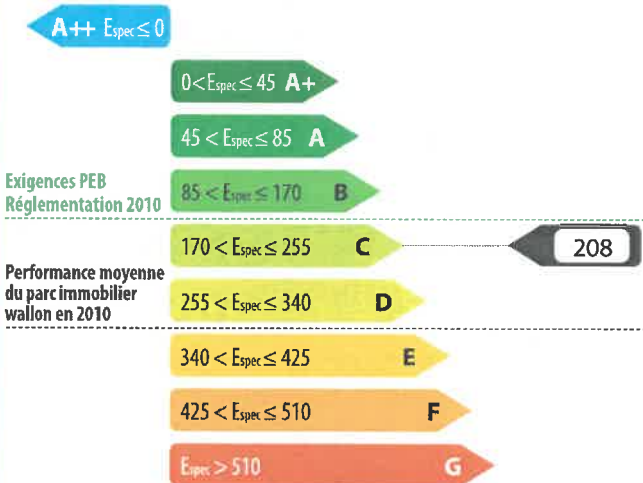 A++ Espec ≤ 0
0 < Espec ≤ 45 A+
45 < Espec ≤ 85 A
Exigences PEB
Réglementation 2010
85 < Espec ≤ 170 B
170 < Espec ≤ 255 C
208
Performance moyenne
du parc immobilier
wallon en 2010
255 < Espec ≤ 340 D
340 < Espec ≤ 425 E
425 < Espec ≤ 510 F
Espec > 510 G